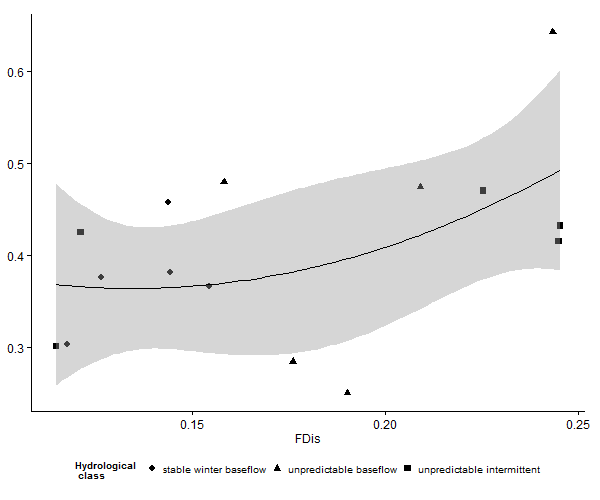 0.6
0.5
0.4
0.3
0.15 0.20 0.25
FDis
Hydrological
class
stable winter baseflow unpredictable baseflow unpredictable intermittent